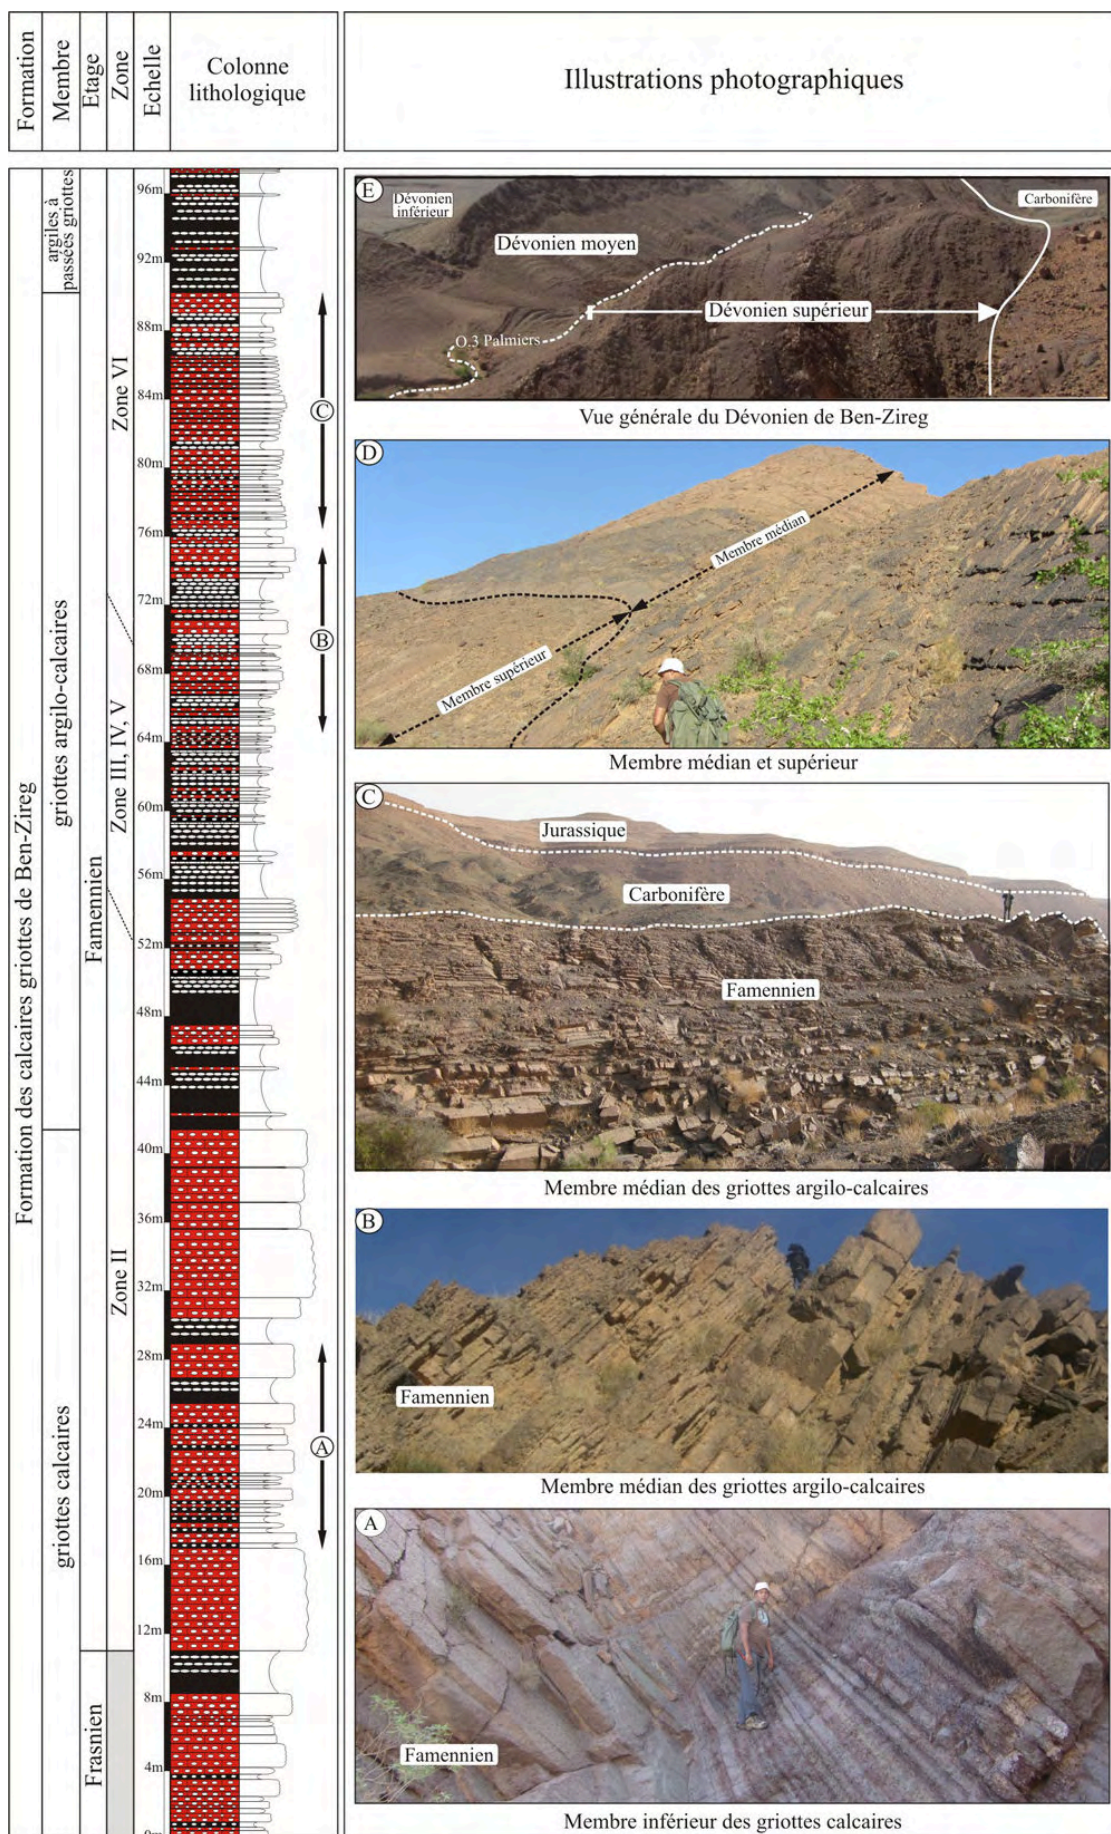 Formation
Membre
Etage
Zone
Echelle
Colonne
lithologique
Illustrations photographiques
Formation des calcaires griottes de Ben-Zireg
argiles à
passées griottes
griottes argilo-calcaires
griottes calcaires
Famennien
Frasnien
Zone VI
Zone III, IV, V
Zone II
96m
92m
88m
84m
80m
76m
72m
68m
64m
60m
56m
52m
48m
44m
40m
36m
32m
28m
24m
20m
16m
12m
8m
4m
0m
C
B
A
E
Dévonien
inférieur
Carbonifère
Dévonien moyen
Dévonien supérieur
O.3 Palmiers
Vue générale du Dévonien de Ben-Zireg
D
Membre médian
Membre supérieur
Membre médian et supérieur
C
Jurassique
Carbonifère
Famennien
Membre médian des griottes argilo-calcaires
B
Famennien
Membre médian des griottes argilo-calcaires
A
Famennien
Membre inférieur des griottes calcaires